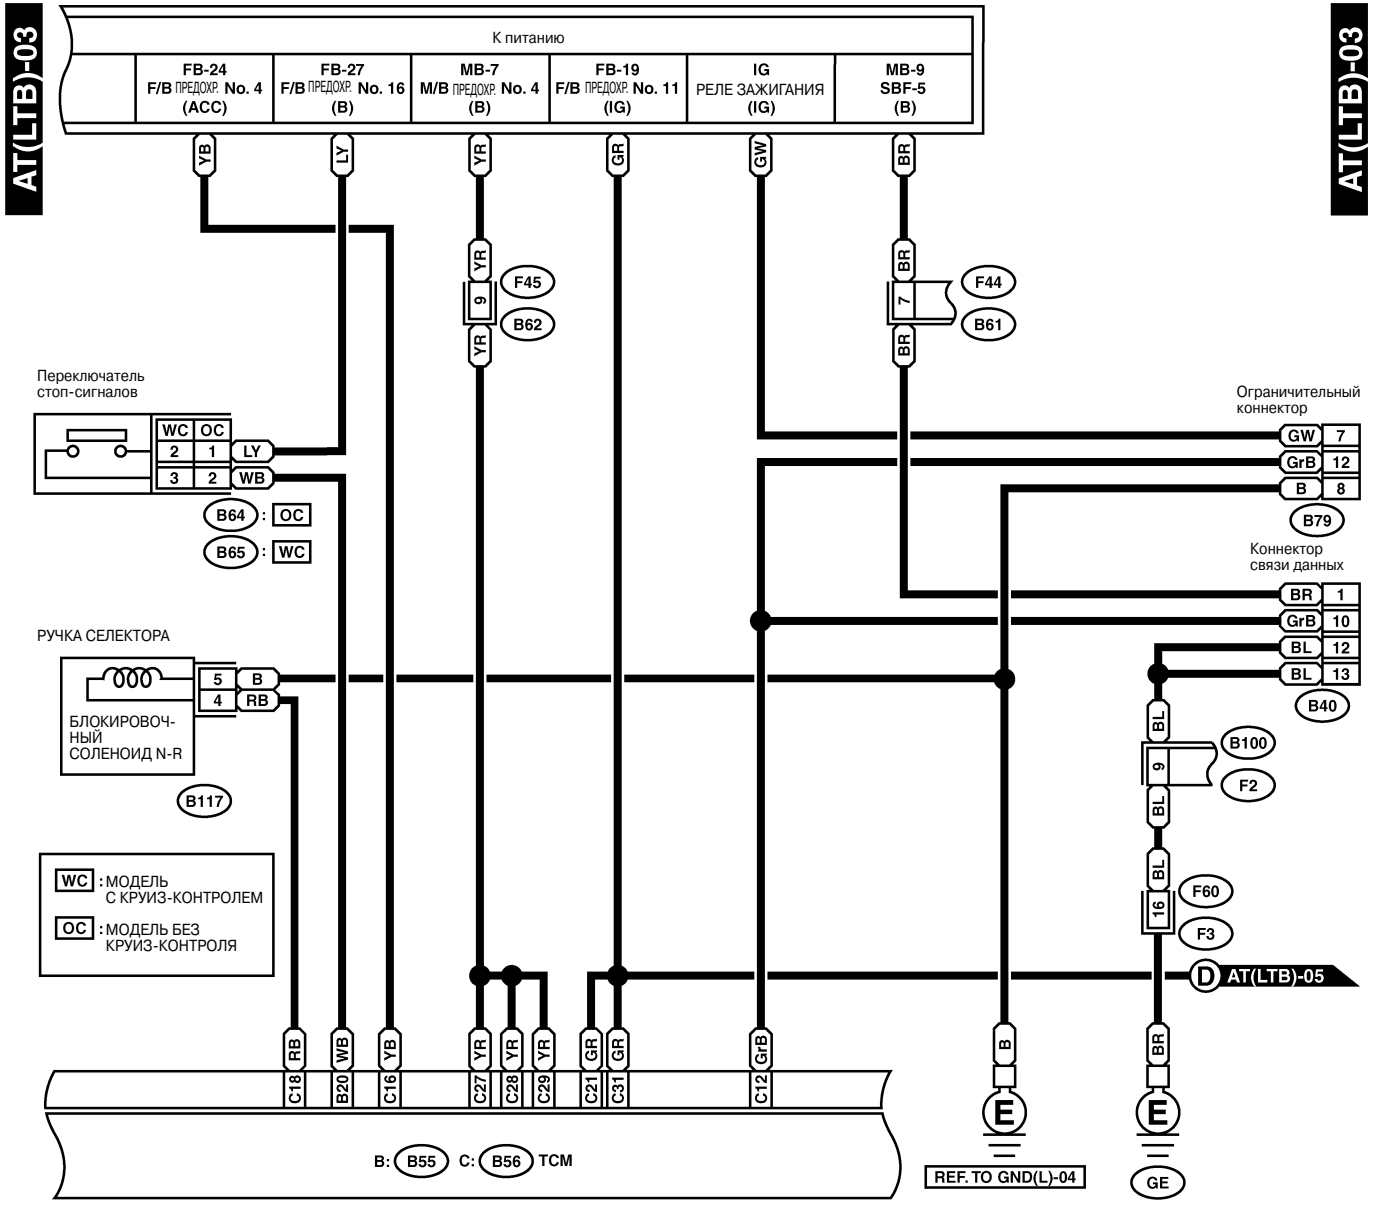 AT(LTB)-03
AT(LTB)-03
К питанию
FB-24
F/B ПРЕДОХР. No. 4
(ACC)
FB-27
F/B ПРЕДОХР. No. 16
(B)
MB-7
M/B ПРЕДОХР. No. 4
(B)
FB-19
F/B ПРЕДОХР. No. 11
(IG)
IG
РЕЛЕ ЗАЖИГАНИЯ
(IG)
MB-9
SBF-5
(B)
YB
LY
YR
GR
GW
BR
YR
9
F45
B62
YR
BR
7
F44
B61
BR
Переключатель
стоп-сигналов
WC OC
2 1 LY
3 2 WB
B64 : OC
B65 : WC
Ограничительный
коннектор
GW 7
GrB 12
B 8
B79
Коннектор
связи данных
BR 1
GrB 10
BL 12
BL 13
B40
РУЧКА СЕЛЕКТОРА
5 B
4 RB
БЛОКИРОВОЧ-
НЫЙ
СОЛЕНОИД N-R
B117
BL
9
B100
F2
BL
BL
16
F60
F3
WC : МОДЕЛЬ
С КРУИЗ-КОНТРОЛЕМ
OC : МОДЕЛЬ БЕЗ
КРУИЗ-КОНТРОЛЯ
D AT(LTB)-05
RB
WB
YB
YR
YR
YR
GR
GR
GrB
B
BR
C18
B20
C16
C27
C28
C29
C21
C31
C12
E
E
B: B55 C: B56 TCM
REF. TO GND(L)-04
GE